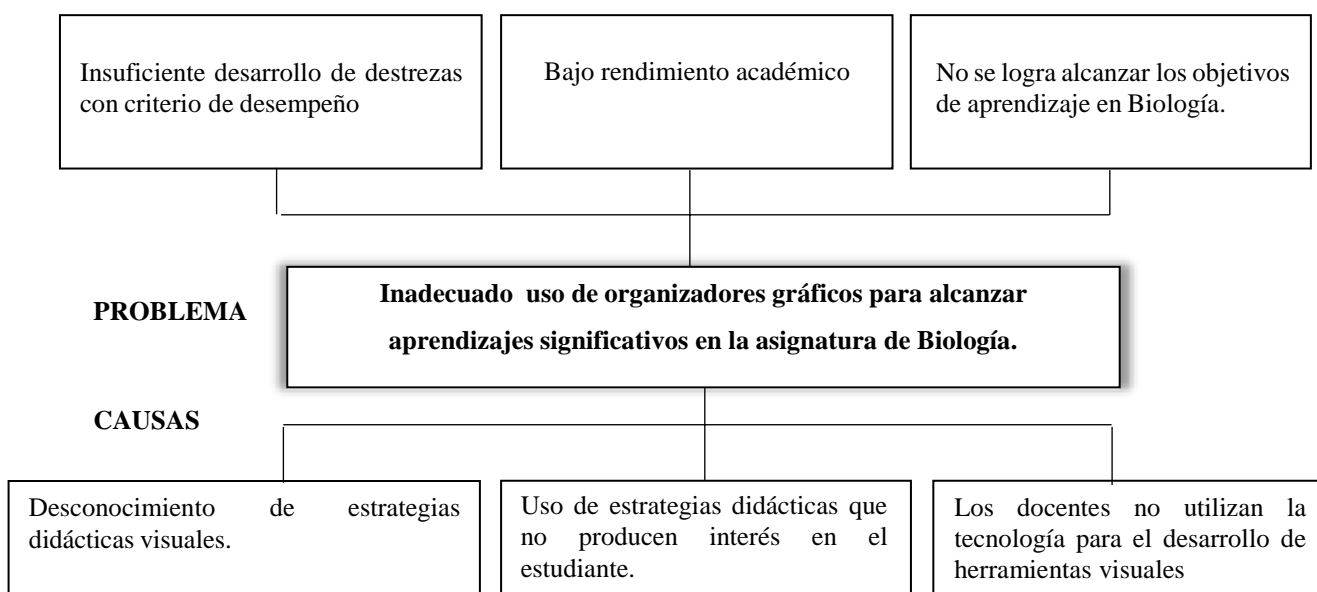 Insuficiente desarrollo de destrezas
con criterio de desempeño
Bajo rendimiento académico
No se logra alcanzar los objetivos
de aprendizaje en Biología.
PROBLEMA
Inadecuado uso de organizadores gráficos para alcanzar
aprendizajes significativos en la asignatura de Biología.
CAUSAS
Desconocimiento de estrategias
didácticas visuales.
Uso de estrategias didácticas que
no producen interés en el
estudiante.
Los docentes no utilizan la
tecnología para el desarrollo de
herramientas visuales